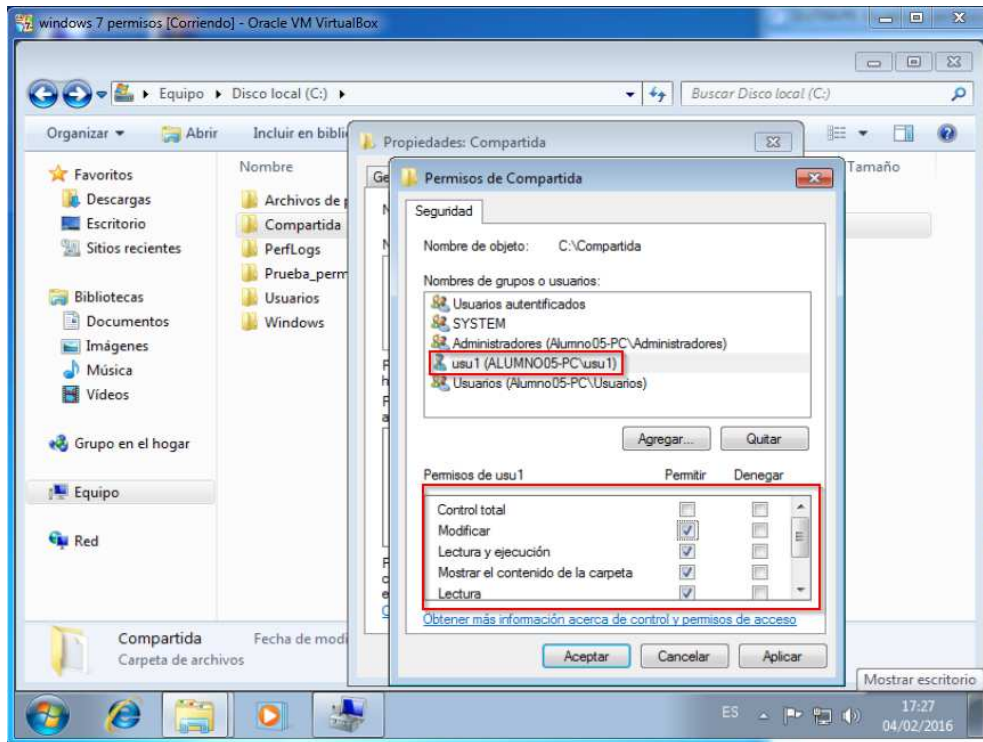 windows 7 permisos [Corriendo] - Oracle VM VirtualBox
Equipo Disco local (C:)
Buscar Disco local (C:)
Organizar Abrir Incluir en bibli
Propiedades: Compartida
Favoritos
Descargas
Escritorio
Sitios recientes
Bibliotecas
Documentos
Imágenes
Música
Vídeos
Grupo en el hogar
Equipo
Red
Nombre
Archivos de p
Compartida
PerfLogs
Prueba_perm
Usuarios
Windows
Tamaño
Ge
Permisos de Compartida
Seguridad
Nombre de objeto: C:\Compartida
Nombres de grupos o usuarios:
Usuarios autentificados
SYSTEM
Administradores (Alumno05-PC\Administradores)
usu1 (ALUMNO05-PC\usu1)
Usuarios (Alumno05-PC\Usuarios)
Agregar... Quitar
Permisos de usu1 Permitir Denegar
Control total
Modificar
Lectura y ejecución
Mostrar el contenido de la carpeta
Lectura
Obtener más información acerca de control y permisos de acceso
Aceptar Cancelar Aplicar
Compartida Fecha de modi
Carpeta de archivos
Mostrar escritorio
ES 17:27
04/02/2016